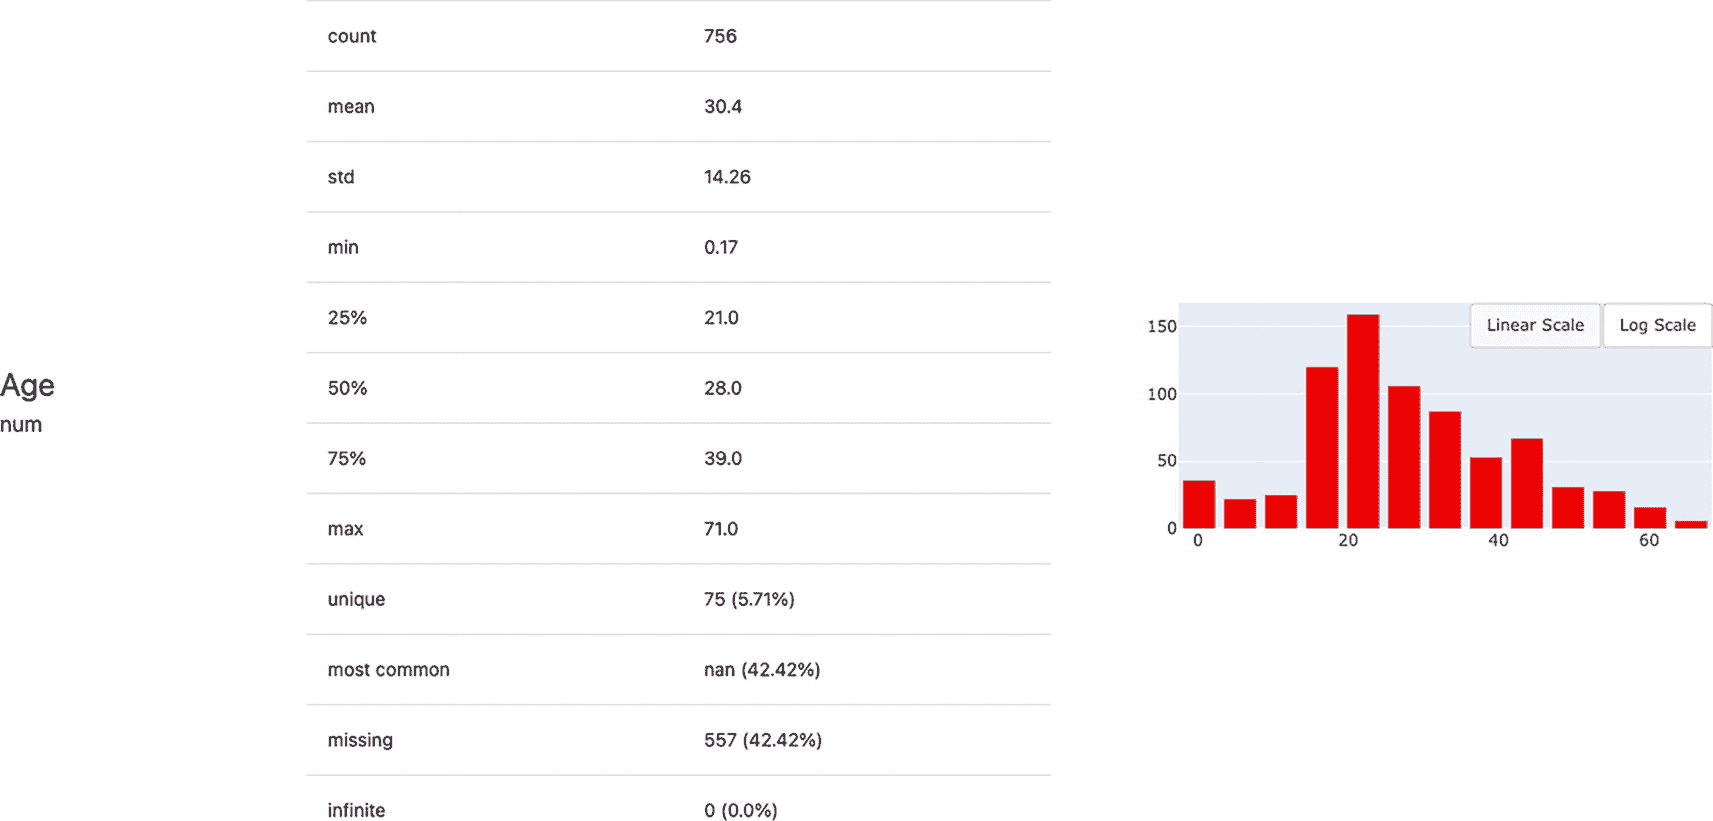 Age
num
count 756
mean 30.4
std 14.26
min 0.17
25% 21.0
50% 28.0
75% 39.0
max 71.0
unique 75 (5.71%)
most common nan (42.42%)
missing 557 (42.42%)
infinite 0 (0.0%)
Linear Scale Log Scale
150
100
50
0
0 20 40 60